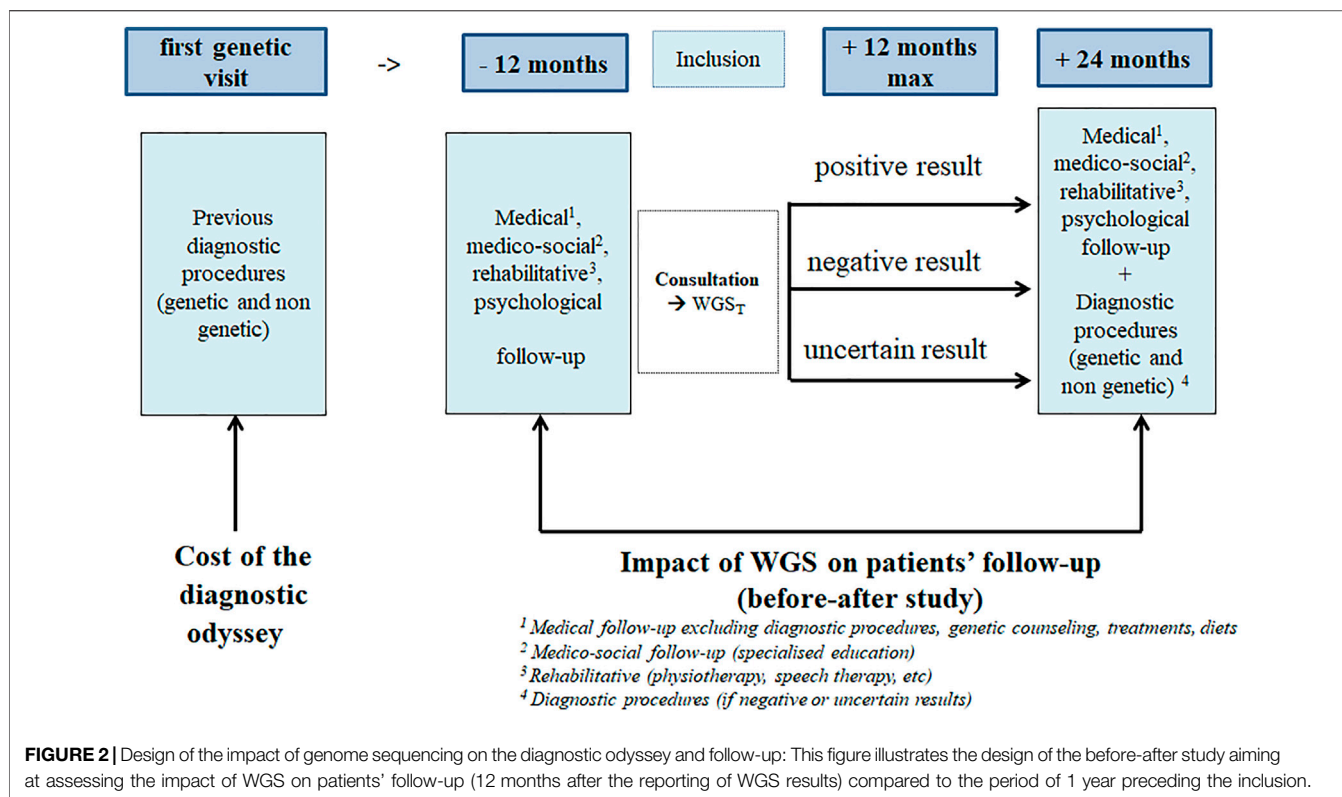 first genetic
visit
->
- 12 months
Inclusion
+ 12 months
max
+ 24 months
Previous
diagnostic
procedures
(genetic and non
genetic)
Medical¹,
medico-social²,
rehabilitative³,
psychological
follow-up
Consultation
→ WGS_T
positive result
negative result
uncertain result
Medical¹,
medico-social²,
rehabilitative³,
psychological
follow-up
+
Diagnostic
procedures
(genetic and
non genetic) ⁴
Cost of the
diagnostic
odyssey
Impact of WGS on patients’ follow-up
(before-after study)
¹ Medical follow-up excluding diagnostic procedures, genetic counseling, treatments, diets
² Medico-social follow-up (specialised education)
³ Rehabilitative (physiotherapy, speech therapy, etc)
⁴ Diagnostic procedures (if negative or uncertain results)
FIGURE 2 | Design of the impact of genome sequencing on the diagnostic odyssey and follow-up: This figure illustrates the design of the before-after study aiming
at assessing the impact of WGS on patients’ follow-up (12 months after the reporting of WGS results) compared to the period of 1 year preceding the inclusion.